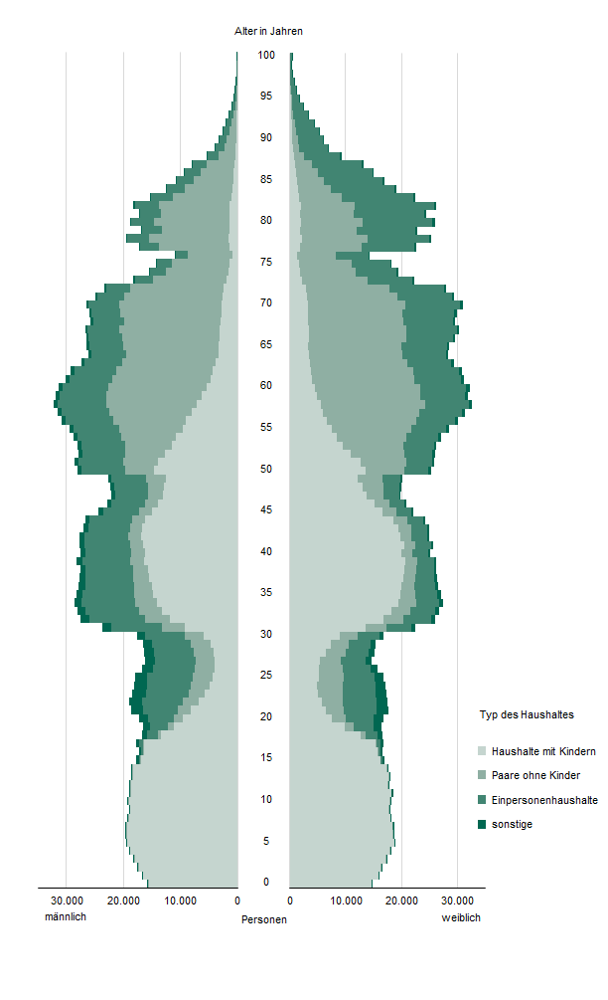 Alter in Jahren
100
95
90
85
80
75
70
65
60
55
50
45
40
35
30
25
20
15
10
5
0
Typ des Haushaltes
Haushalte mit Kindern
Paare ohne Kinder
Einpersonenhaushalte
sonstige
30.000 20.000 10.000 0 0 10.000 20.000 30.000
männlich Personen weiblich